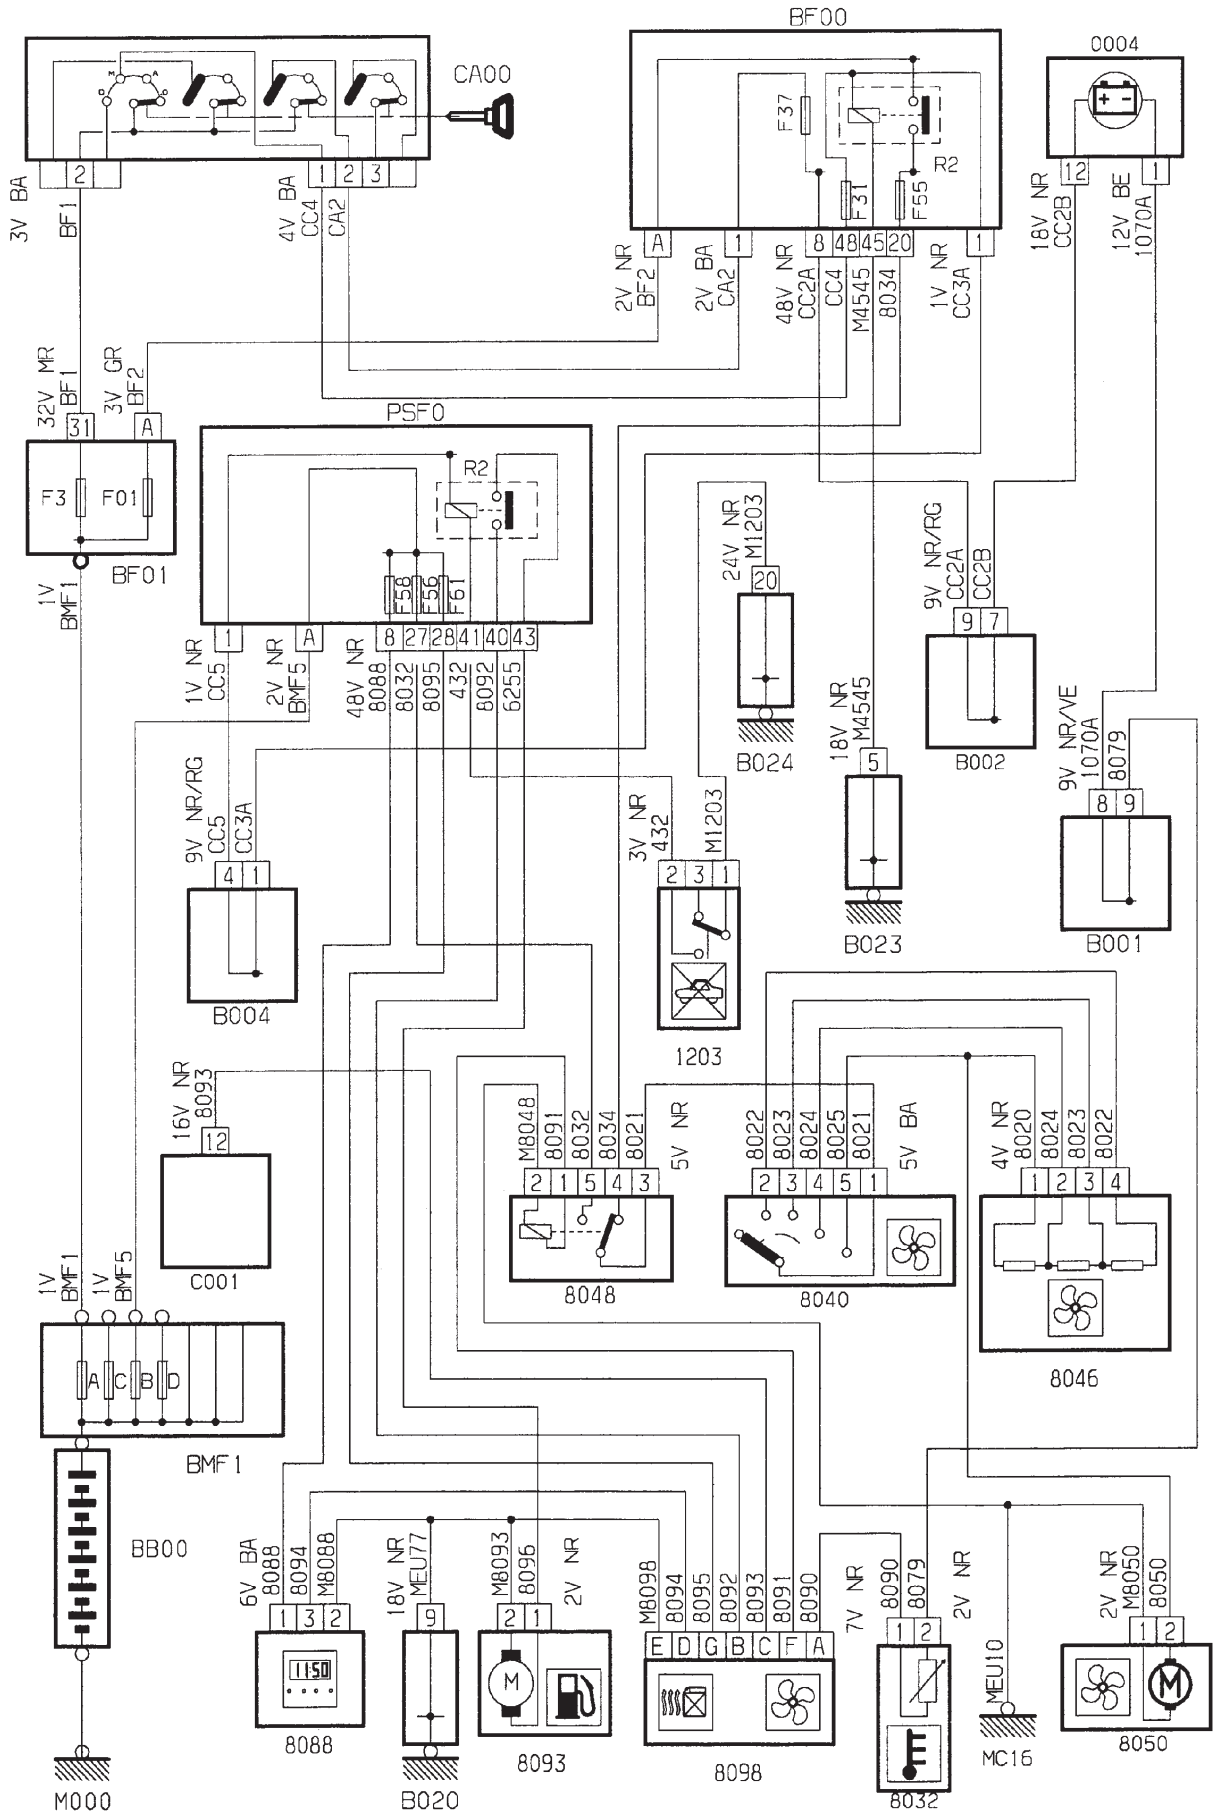 BF00
0004
CA00
M
A
D
F37
F31
F55
R2
2
1
2
3
3V BA
BF1
4V BA
CC4
CA2
A
1
8
48
45
20
1
2V NR
BF2
2V BA
CA2
48V NR
CC2A
CC4
M4545
8034
1V NR
CC3A
12
1
18V NR
CC2B
12V BE
1070A
32V MR
BF1
3V GR
BF2
31
A
F3
F01
BF01
1V
BMF1
PSF0
R2
F58
F56
F61
1
A
8
27
28
41
40
43
1V NR
CC5
2V NR
BMF5
48V NR
8088
8032
8095
432
8092
6255
24V NR
M1203
20
B024
9V NR/RG
CC2A
CC2B
9
7
B002
18V NR
M4545
5
B023
9V NR/VE
1070A
8079
8
9
B001
9V NR/RG
CC5
CC3A
4
1
B004
3V NR
432
M1203
2
3
1
1203
16V NR
8093
12
C001
M8048
8091
8032
8034
8021
5V NR
2
1
5
4
3
8048
8022
8023
8024
8025
8021
5V BA
2
3
4
5
1
8040
4V NR
8020
8024
8023
8022
1
2
3
4
8046
1V
BMF1
1V
BMF5
A
C
B
D
BMF1
BB00
M000
6V BA
8088
8094
M8088
1
3
2
11:50
8088
18V NR
MEU77
9
B020
M8093
8096
2V NR
2
1
M
8093
M8098
8094
8095
8092
8093
8091
8090
E
D
G
B
C
F
A
8098
7V NR
8090
8079
2V NR
1
2
8032
MEU10
MC16
2V NR
M8050
8050
1
2
M
8050